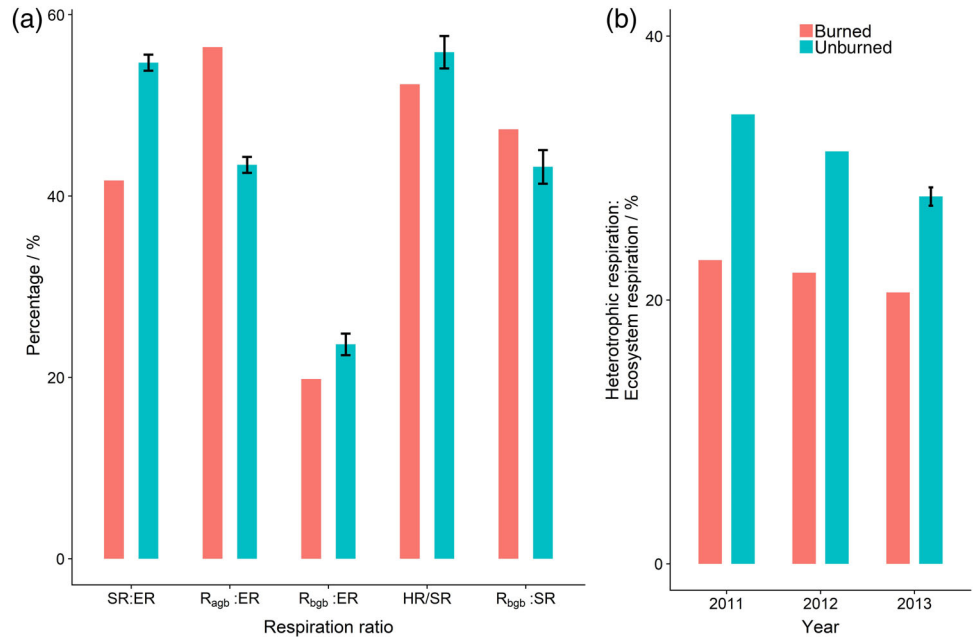 (a)
60
40
20
0
Percentage / %
SR:ER
Ragb :ER
Rbgb :ER
HR/SR
Rbgb :SR
Respiration ratio
(b)
Burned
Unburned
40
20
0
Heterotrophic respiration:
Ecosystem respiration / %
2011
2012
2013
Year